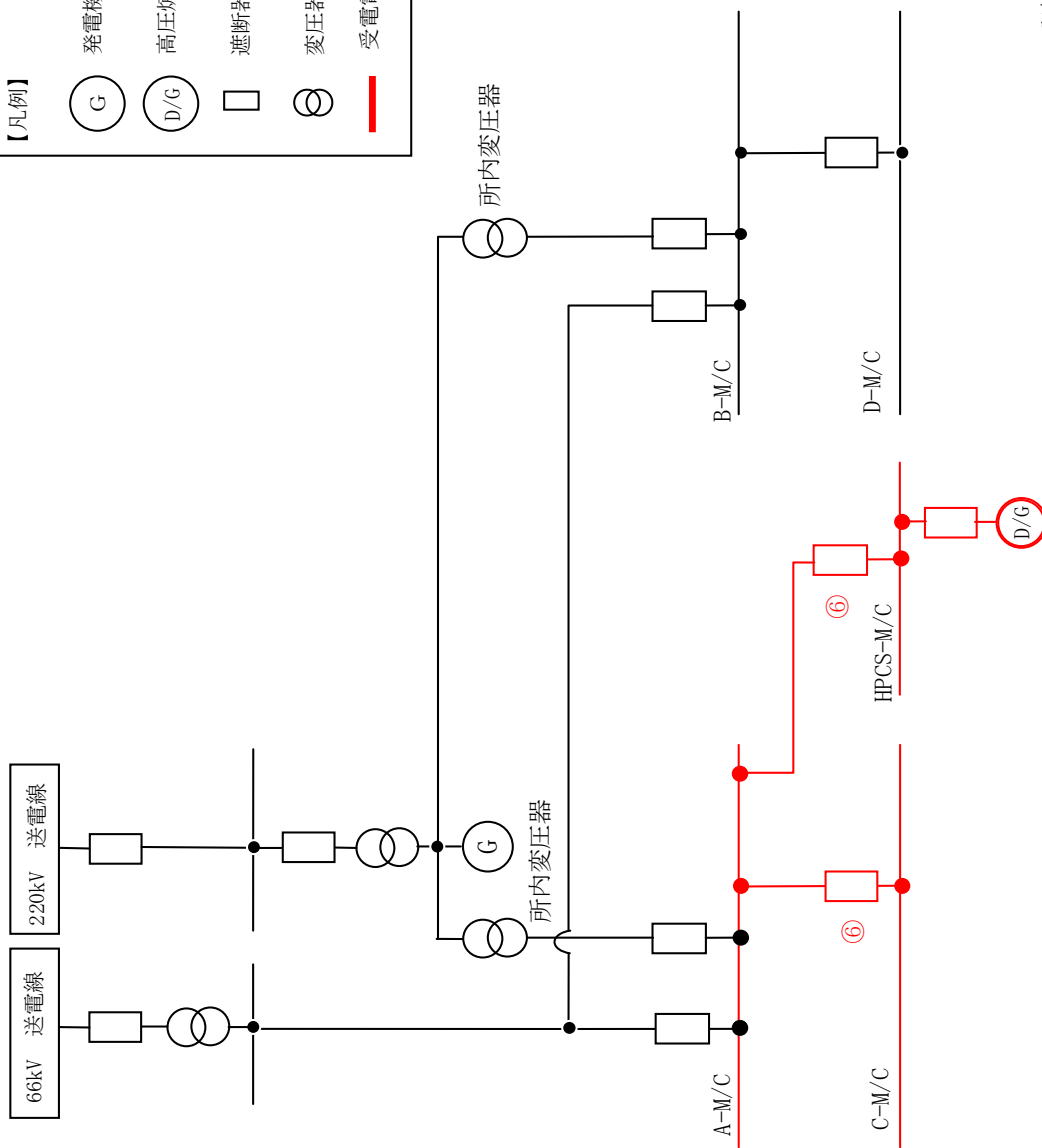 66kV 送電線
220kV 送電線
【凡例】
G
発電機
D/G
高圧炉
遮断器
変圧器
受電電
所内変圧器
G
所内変圧器
A-M/C
B-M/C
⑥
⑥
C-M/C
HPCS-M/C
D-M/C
D/G